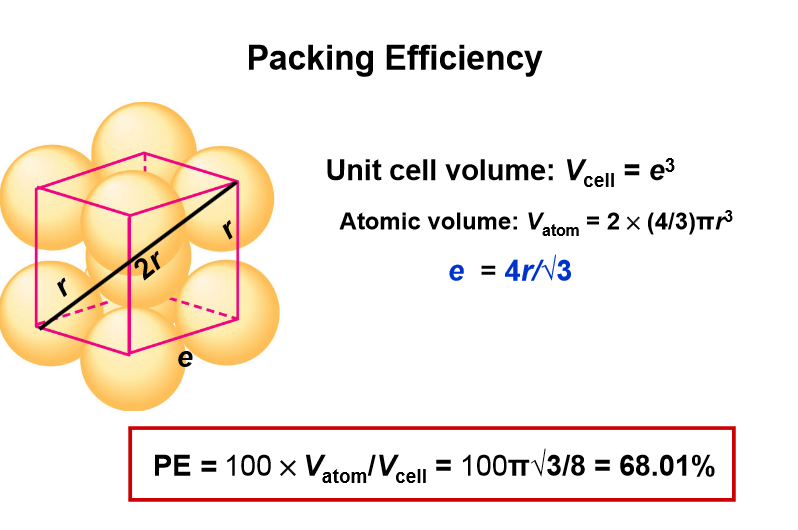 Packing Efficiency
Unit cell volume: Vcell = e³
Atomic volume: Vatom = 2 × (4/3)πr³
e = 4r/√3
r
2r
r
e
PE = 100 × Vatom/Vcell = 100π√3/8 = 68.01%